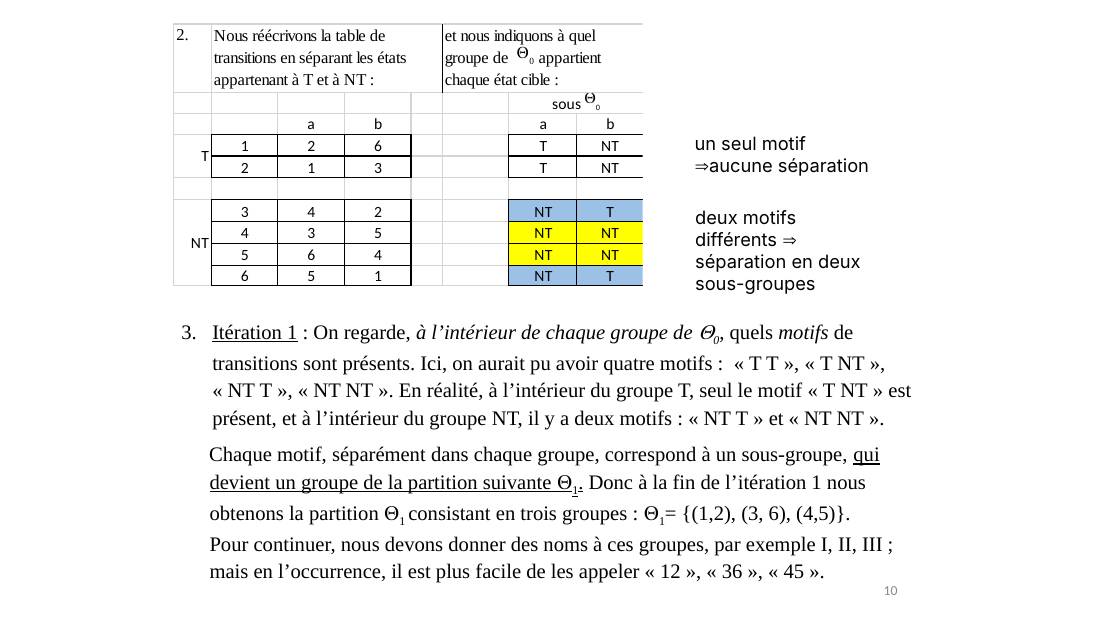 2. Nous réécrivons la table de transitions en séparant les états appartenant à T et à NT :
et nous indiquons à quel groupe de Θ0 appartient chaque état cible :
sous Θ0
a b a b
T 1 2 6 T NT
2 1 3 T NT
un seul motif
⇒aucune séparation
NT 3 4 2 NT T
4 3 5 NT NT
5 6 4 NT NT
6 5 1 NT T
deux motifs
différents ⇒
séparation en deux
sous-groupes
3. Itération 1 : On regarde, à l’intérieur de chaque groupe de Θ0, quels motifs de
transitions sont présents. Ici, on aurait pu avoir quatre motifs : « T T », « T NT »,
« NT T », « NT NT ». En réalité, à l’intérieur du groupe T, seul le motif « T NT » est
présent, et à l’intérieur du groupe NT, il y a deux motifs : « NT T » et « NT NT ».
Chaque motif, séparément dans chaque groupe, correspond à un sous-groupe, qui
devient un groupe de la partition suivante Θ1. Donc à la fin de l’itération 1 nous
obtenons la partition Θ1 consistant en trois groupes : Θ1= {(1,2), (3, 6), (4,5)}.
Pour continuer, nous devons donner des noms à ces groupes, par exemple I, II, III ;
mais en l’occurrence, il est plus facile de les appeler « 12 », « 36 », « 45 ».
10